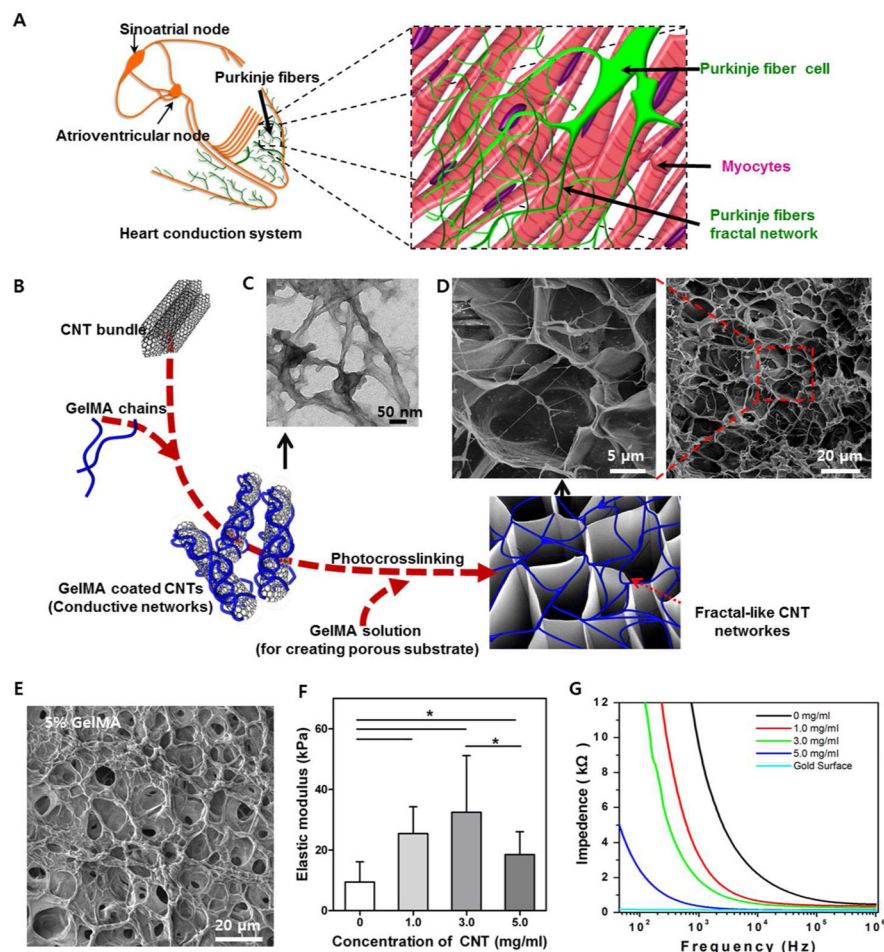 A
Sinoatrial node
Purkinje fibers
Atrioventricular node
Heart conduction system
Purkinje fiber cell
Myocytes
Purkinje fibers
fractal network
B
CNT bundle
GelMA chains
GelMA coated CNTs
(Conductive networks)
C
50 nm
D
5 μm
20 μm
Photocrosslinking
GelMA solution
(for creating porous substrate)
Fractal-like CNT
networkes
E
5% GelMA
20 μm
F
Elastic modulus (kPa)
60
40
20
0
*
*
0
1.0
3.0
5.0
Concentration of CNT (mg/ml)
G
Impedence ( kΩ )
12
10
8
6
4
2
0
0 mg/ml
1.0 mg/ml
3.0 mg/ml
5.0 mg/ml
Gold Surface
10²
10³
10⁴
10⁵
10⁶
Frequency (Hz)